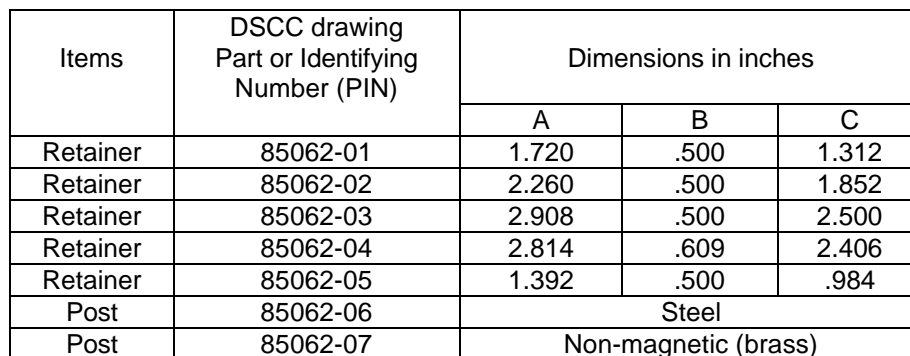 Items DSCC drawing Part or Identifying Number (PIN) Dimensions in inches
A B C
Retainer 85062-01 1.720 .500 1.312
Retainer 85062-02 2.260 .500 1.852
Retainer 85062-03 2.908 .500 2.500
Retainer 85062-04 2.814 .609 2.406
Retainer 85062-05 1.392 .500 .984
Post 85062-06 Steel
Post 85062-07 Non-magnetic (brass)